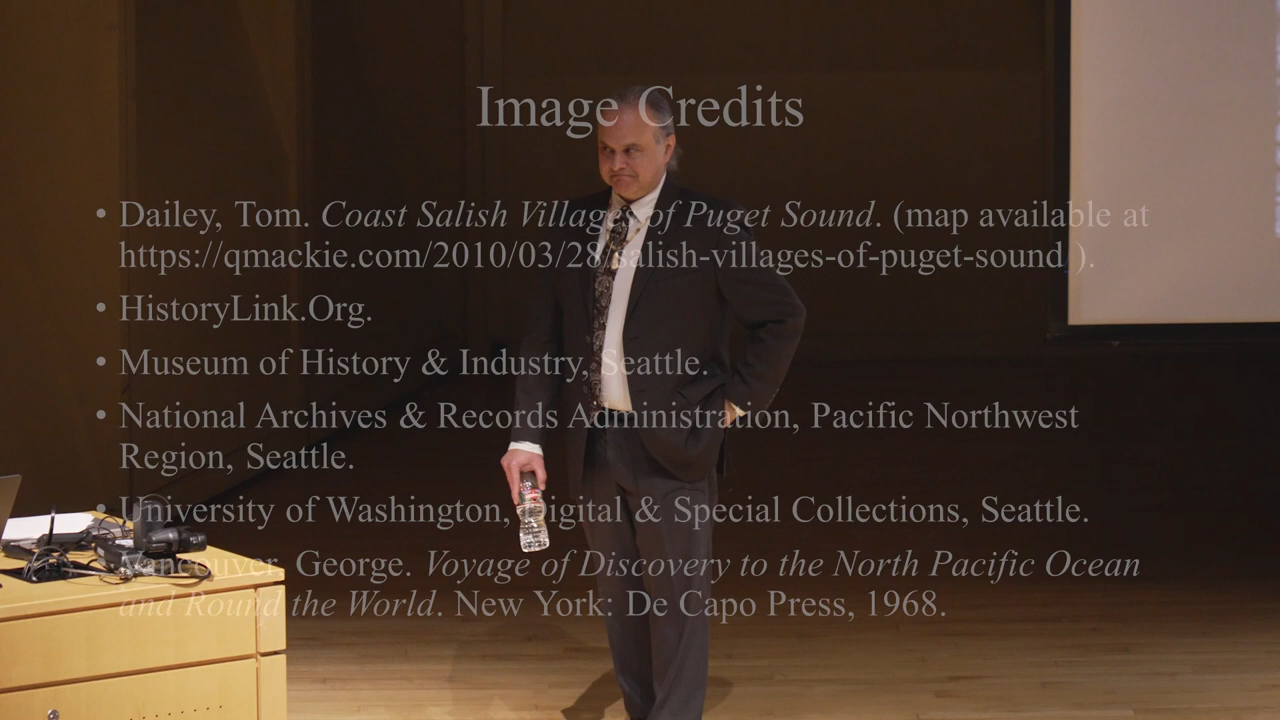 Image Credits
• Dailey, Tom. Coast Salish Villages of Puget Sound. (map available at
https://qmackie.com/2010/03/28/salish-villages-of-puget-sound ).
• HistoryLink.Org.
• Museum of History & Industry, Seattle.
• National Archives & Records Administration, Pacific Northwest
Region, Seattle.
• University of Washington, Digital & Special Collections, Seattle.
• Vancouver, George. Voyage of Discovery to the North Pacific Ocean
and Round the World. New York: De Capo Press, 1968.